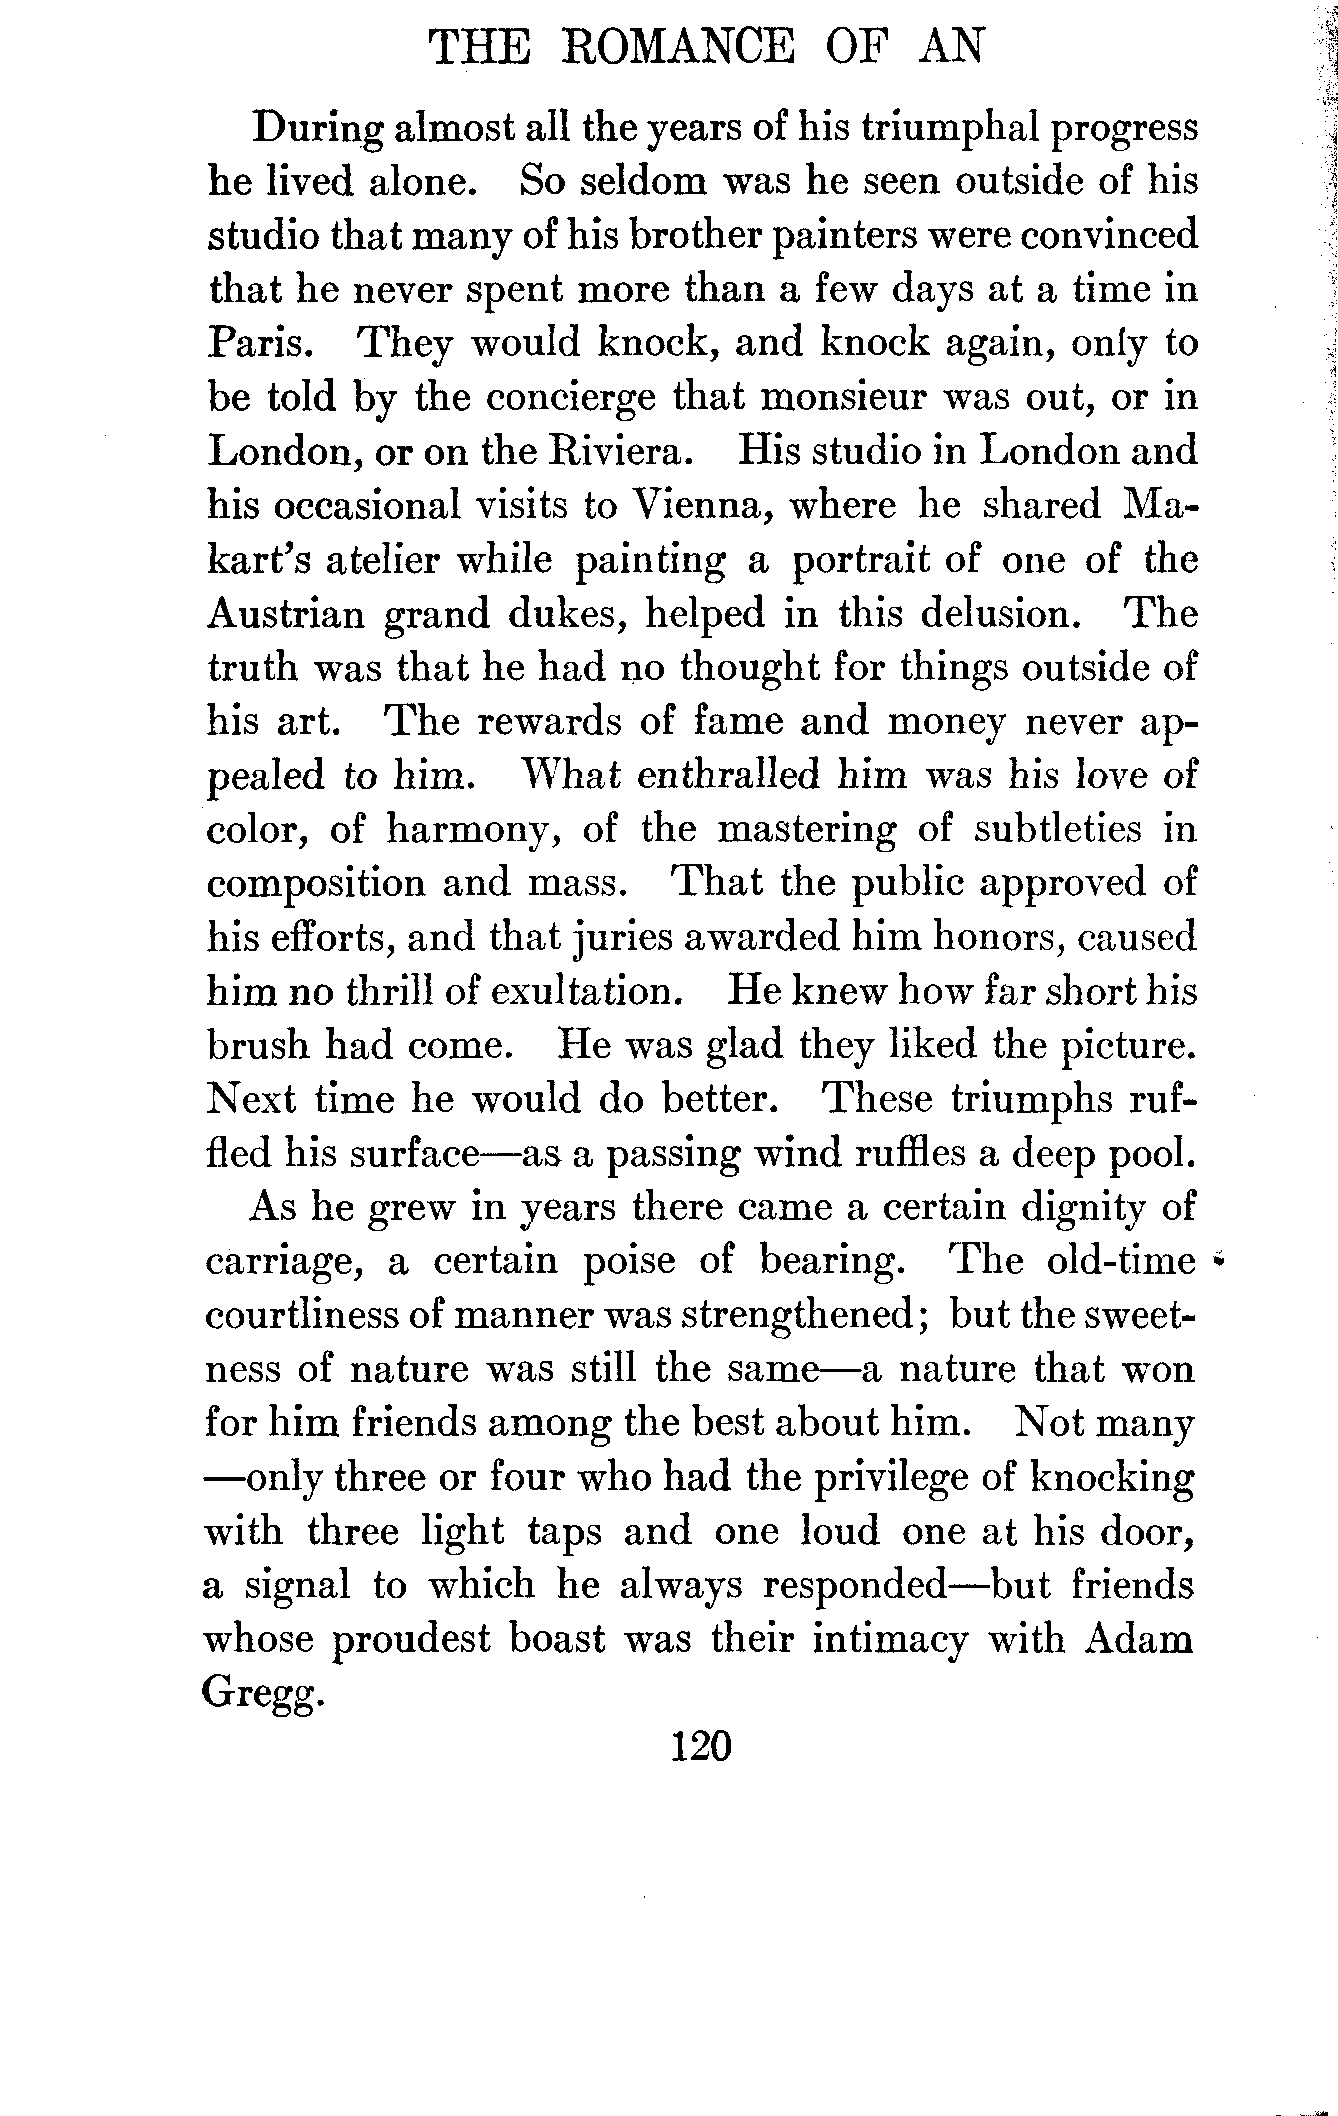 THE ROMANCE OF AN
During almost all the years of his triumphal progress
he lived alone. So seldom was he seen outside of his
studio that many of his brother painters were convinced
that he never spent more than a few days at a time in
Paris. They would knock, and knock again, only to
be told by the concierge that monsieur was out, or in
London, or on the Riviera. His studio in London and
his occasional visits to Vienna, where he shared Ma-
kart's atelier while painting a portrait of one of the
Austrian grand dukes, helped in this delusion. The
truth was that he had no thought for things outside of
his art. The rewards of fame and money never ap-
pealed to him. What enthralled him was his love of
color, of harmony, of the mastering of subtleties in
composition and mass. That the public approved of
his efforts, and that juries awarded him honors, caused
him no thrill of exultation. He knew how far short his
brush had come. He was glad they liked the picture.
Next time he would do better. These triumphs ruf-
fled his surface—as a passing wind ruffles a deep pool.
As he grew in years there came a certain dignity of
carriage, a certain poise of bearing. The old-time
courtliness of manner was strengthened; but the sweet-
ness of nature was still the same—a nature that won
for him friends among the best about him. Not many
—only three or four who had the privilege of knocking
with three light taps and one loud one at his door,
a signal to which he always responded—but friends
whose proudest boast was their intimacy with Adam
Gregg.
120